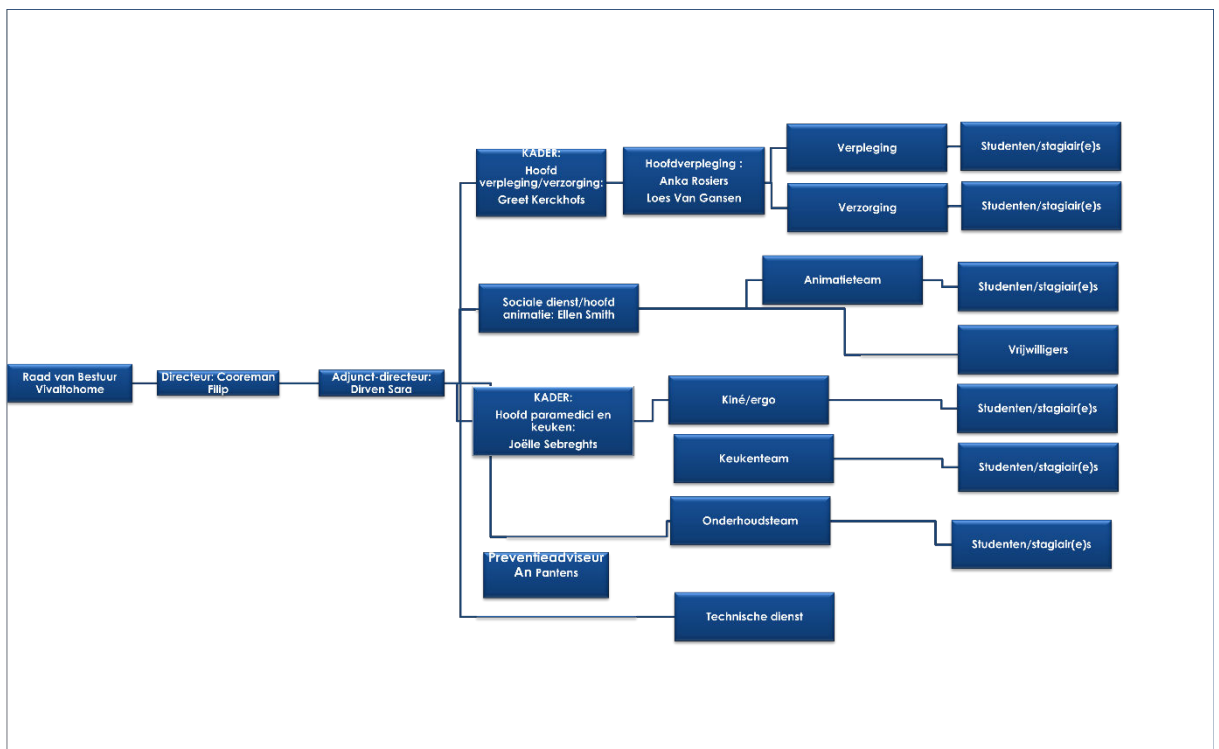 Raad van Bestuur
Vivaltohome
Directeur: Cooreman
Filip
Adjunct-directeur:
Dirven Sara
KADER:
Hoofd
verpleging/verzorging:
Greet Kerckhofs
Hoofdverpleging :
Anka Rosiers
Loes Van Gansen
Verpleging
Studenten/stagiair(e)s
Verzorging
Studenten/stagiair(e)s
Sociale dienst/hoofd
animatie: Ellen Smith
Animatieteam
Studenten/stagiair(e)s
Vrijwilligers
KADER:
Hoofd paramedici en
keuken:
Joëlle Sebreghts
Kiné/ergo
Studenten/stagiair(e)s
Keukenteam
Studenten/stagiair(e)s
Onderhoudsteam
Studenten/stagiair(e)s
Preventieadviseur
An Pantens
Technische dienst